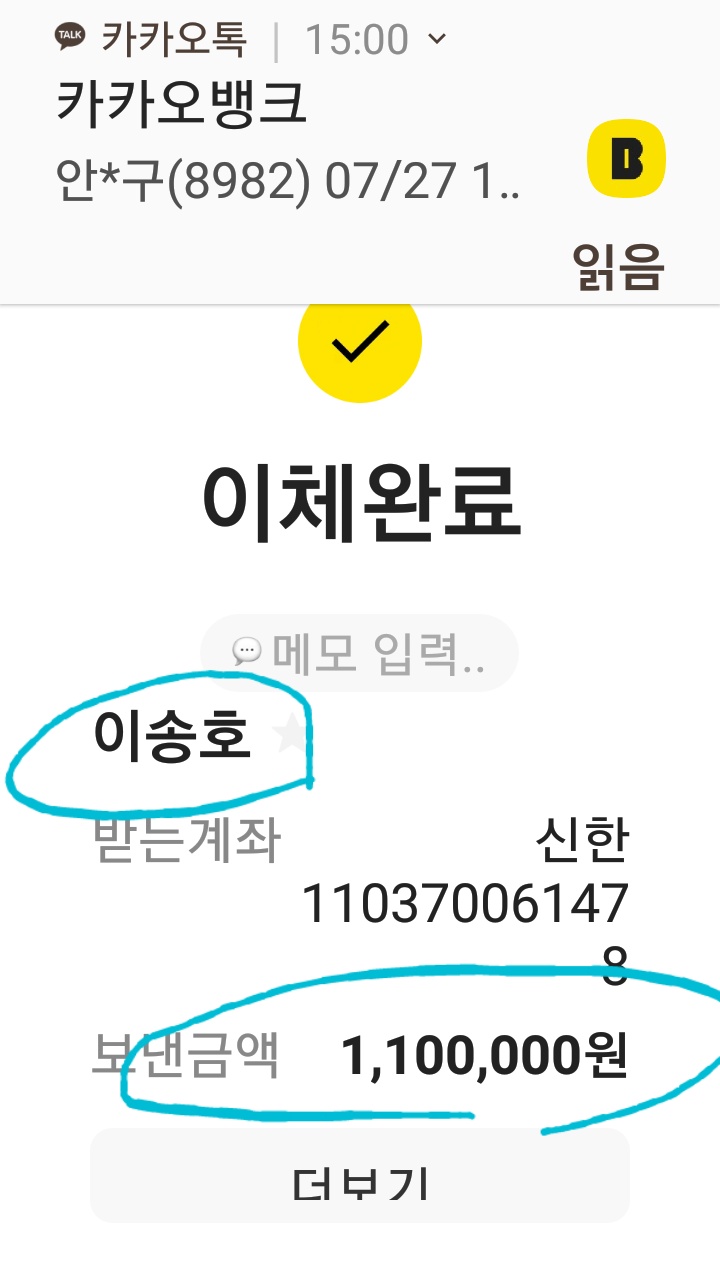 TALK 카카오톡 | 15:00
카카오뱅크
안*구(8982) 07/27 1..
B
읽음
이체완료
메모 입력..
이송호
받는계좌 신한
11037006147
8
보낸금액 1,100,000원
더보기